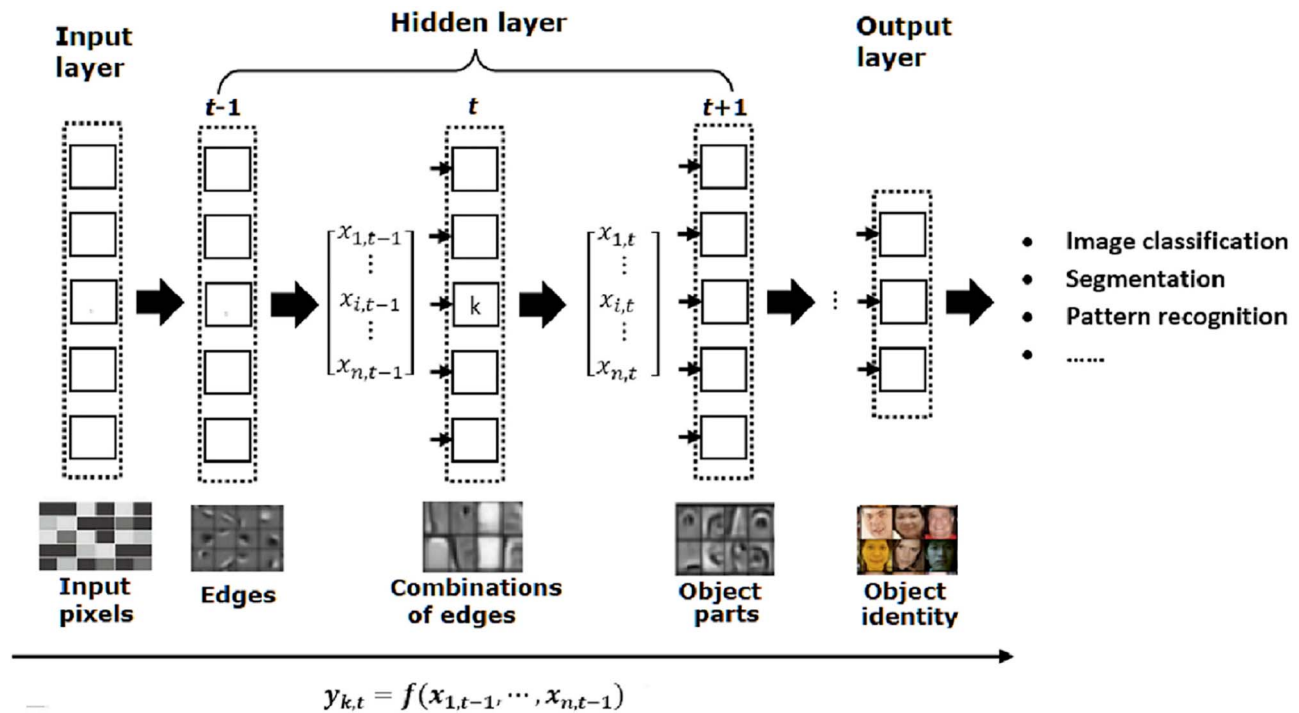 Input
layer
Hidden layer
Output
layer
t-1
t
t+1
x1,t−1
⋮
xi,t−1
⋮
xn,t−1
k
x1,t
⋮
xi,t
⋮
xn,t
⋮
• Image classification
• Segmentation
• Pattern recognition
• ......
Input
pixels
Edges
Combinations
of edges
Object
parts
Object
identity
yk,t = f(x1,t−1, ⋯ , xn,t−1)